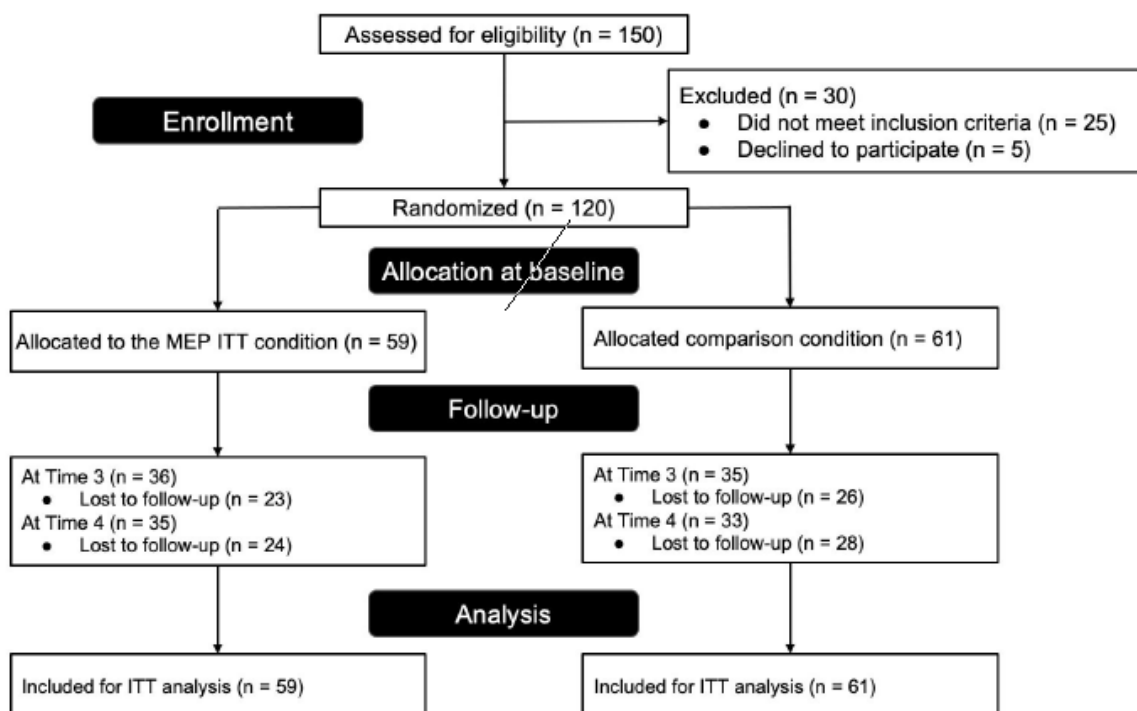 Assessed for eligibility (n = 150)
Enrollment
Excluded (n = 30)
● Did not meet inclusion criteria (n = 25)
● Declined to participate (n = 5)
Randomized (n = 120)
Allocation at baseline
Allocated to the MEP ITT condition (n = 59)
Allocated comparison condition (n = 61)
Follow-up
At Time 3 (n = 36)
● Lost to follow-up (n = 23)
At Time 4 (n = 35)
● Lost to follow-up (n = 24)
At Time 3 (n = 35)
● Lost to follow-up (n = 26)
At Time 4 (n = 33)
● Lost to follow-up (n = 28)
Analysis
Included for ITT analysis (n = 59)
Included for ITT analysis (n = 61)